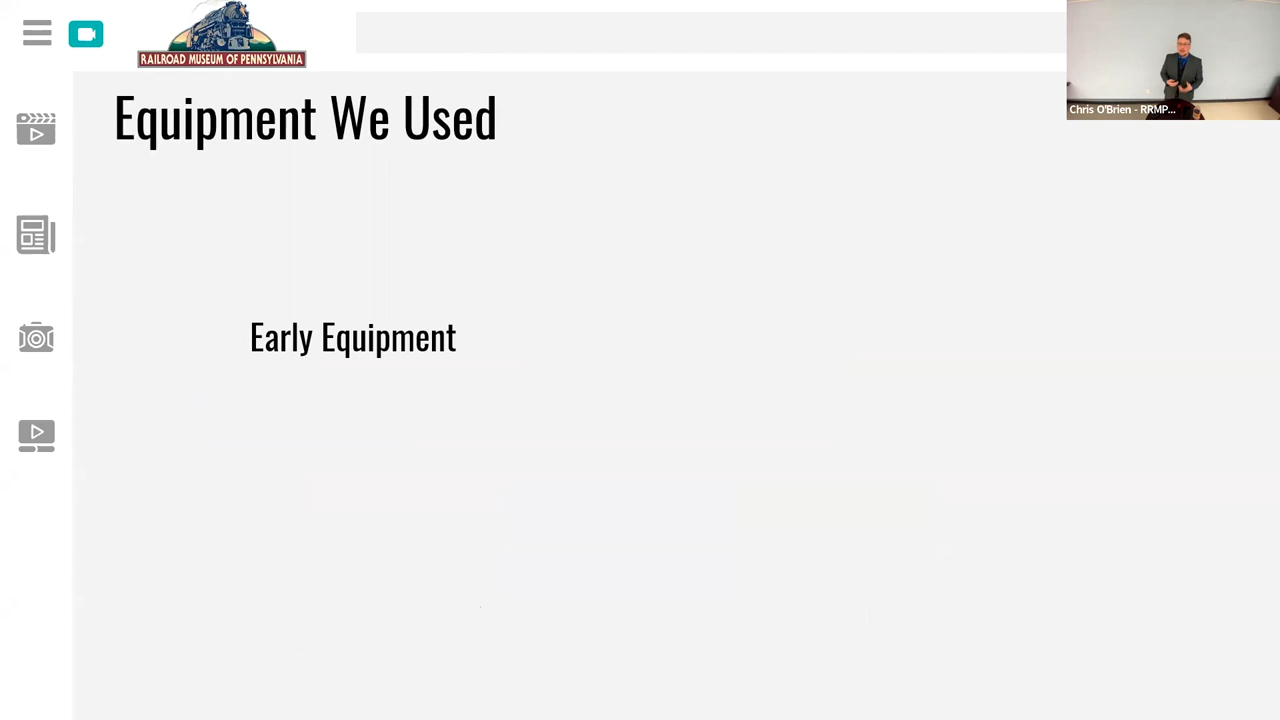 RAILROAD MUSEUM OF PENNSYLVANIA
Chris O'Brien - RRMP...
Equipment We Used
Early Equipment